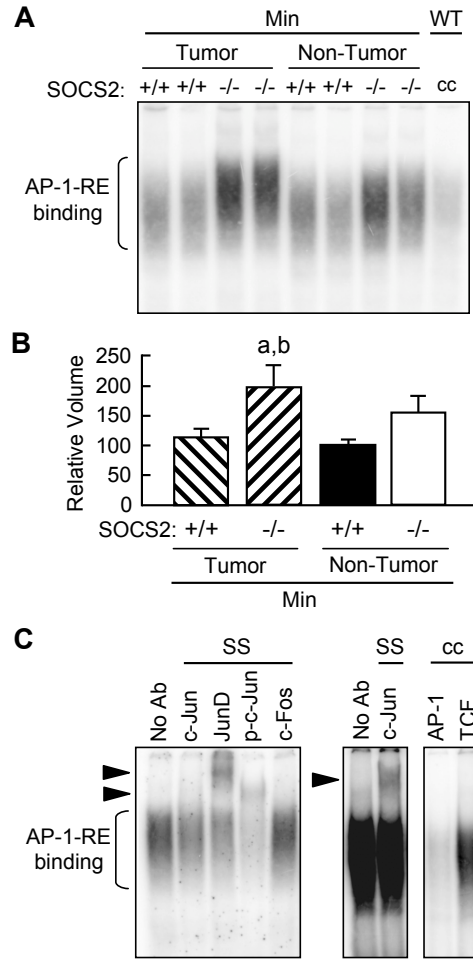 A
Min WT
Tumor Non-Tumor
SOCS2: +/+ +/+ -/- -/- +/+ +/+ -/- -/- cc
AP-1-RE
binding
B
a,b
Relative Volume
250
200
150
100
50
0
SOCS2: +/+ -/- +/+ -/-
Tumor Non-Tumor
Min
C
SS SS cc
No Ab c-Jun JunD p-c-Jun c-Fos No Ab c-Jun AP-1 TCF
AP-1-RE
binding